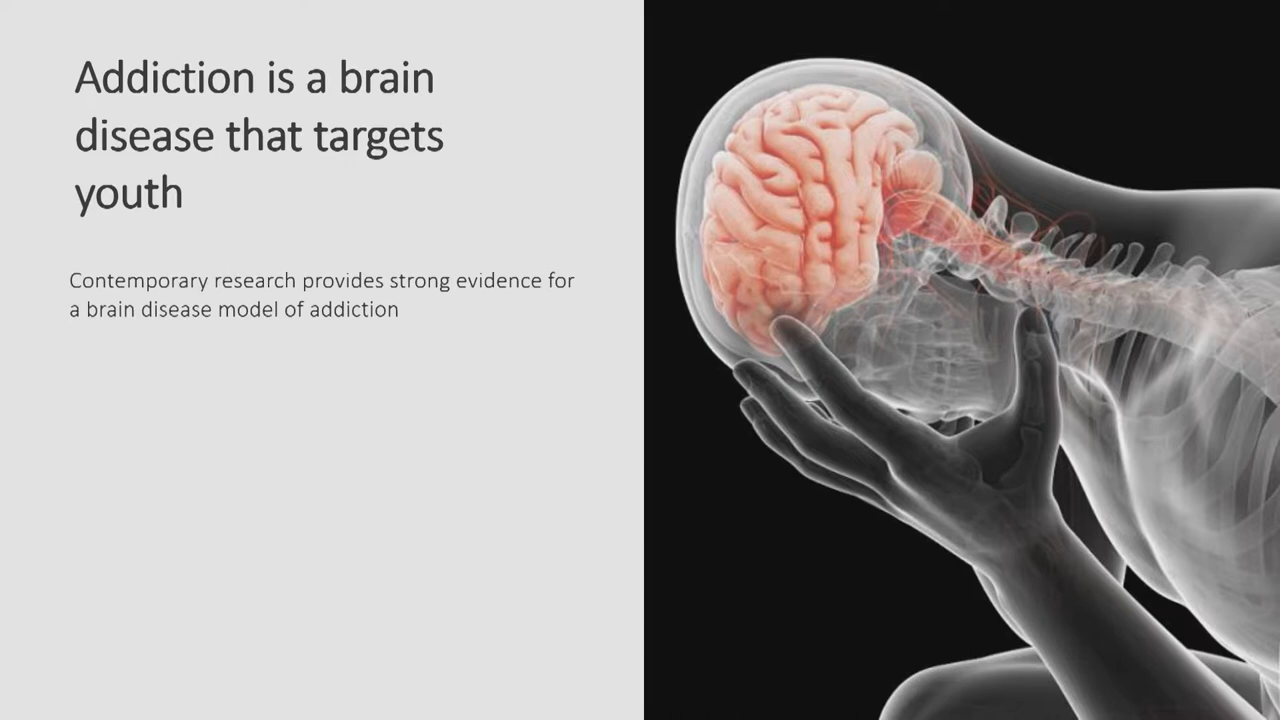 Addiction is a brain
disease that targets
youth
Contemporary research provides strong evidence for
a brain disease model of addiction